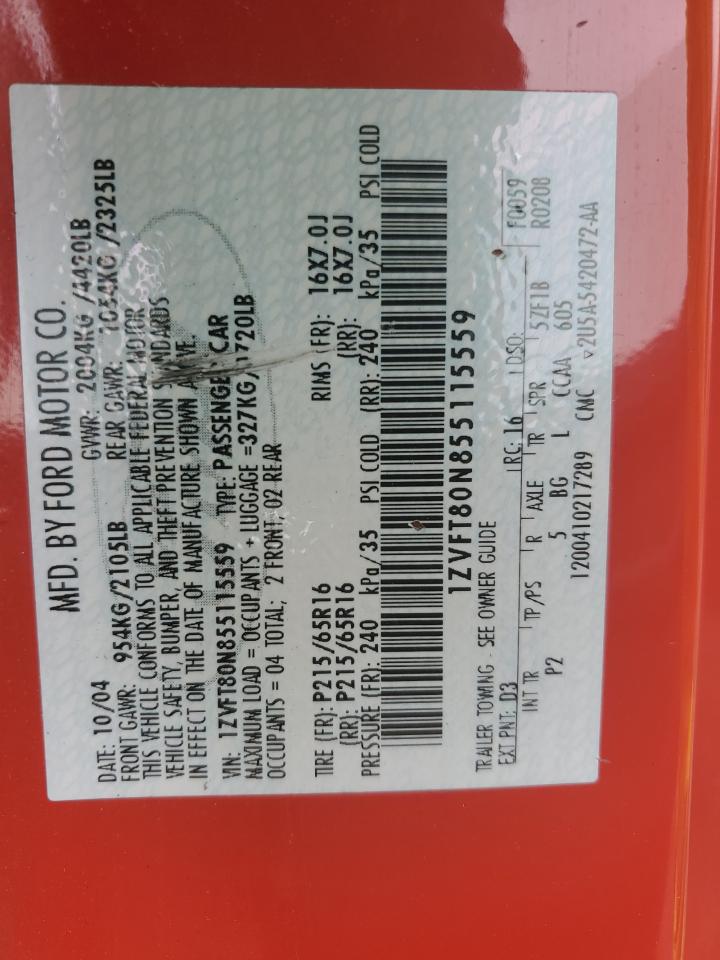 MFD. BY FORD MOTOR CO.
DATE: 10/04 GVWR: 2004KG /4420LB
FRONT GAWR: 954KG/2105LB REAR GAWR: 1054KG /2325LB
THIS VEHICLE CONFORMS TO ALL APPLICABLE FEDERAL MOTOR
VEHICLE SAFETY, BUMPER, AND THEFT PREVENTION STANDARDS
IN EFFECT ON THE DATE OF MANUFACTURE SHOWN ABOVE.
VIN: 1ZVFT80N855115559 TYPE: PASSENGER CAR
MAXIMUM LOAD = OCCUPANTS + LUGGAGE =327KG/ 720LB
OCCUPANTS = 04 TOTAL, 2 FRONT, 02 REAR
TIRE (FR): P215/65R16 RIMS (FR): 16X7.0J
(RR): P215/65R16 (RR): 16X7.0J
PRESSURE (FR): 240 kPa/35 PSI COLD (RR): 240 kPa/35 PSI COLD
1ZVFT80N855115559
TRAILER TOWING - SEE OWNER GUIDE
EXT PNT: D3 RC: 16 DSO: F0059
INT TR TP/PS R AXLE TR SPR 5ZF1B R0208
P2 5 BG L CCAA 605
1200410217289 CMC ▽2U5A-5420472-AA